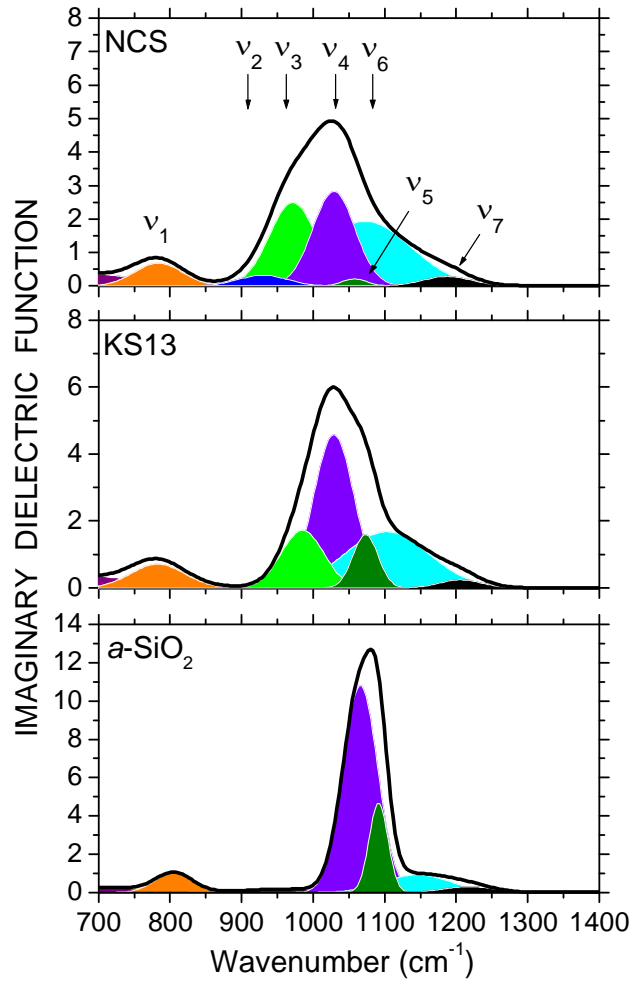 IMAGINARY DIELECTRIC FUNCTION
8
NCS
7
ν2 ν3 ν4 ν6
6
5
4
ν5
3
2
ν1 ν7
1
0
8
KS13
6
4
2
0
14
a-SiO2
12
10
8
6
4
2
0
700 800 900 1000 1100 1200 1300 1400
Wavenumber (cm-1)